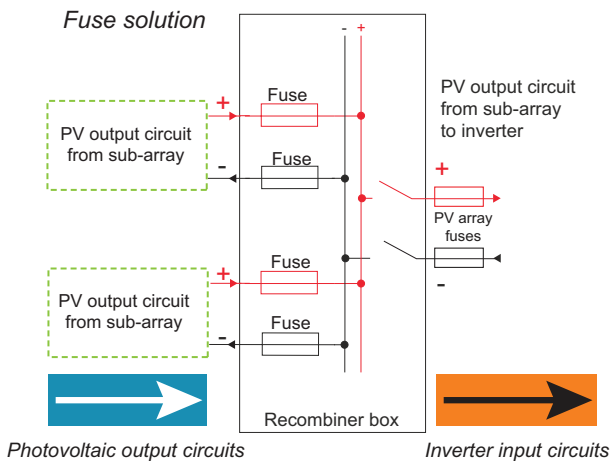 Fuse solution
- +
+
Fuse
PV output circuit
from sub-array
-
Fuse
PV output circuit
from sub-array
to inverter
+
PV array
fuses
-
+
Fuse
PV output circuit
from sub-array
-
Fuse
Recombiner box
Photovoltaic output circuits
Inverter input circuits